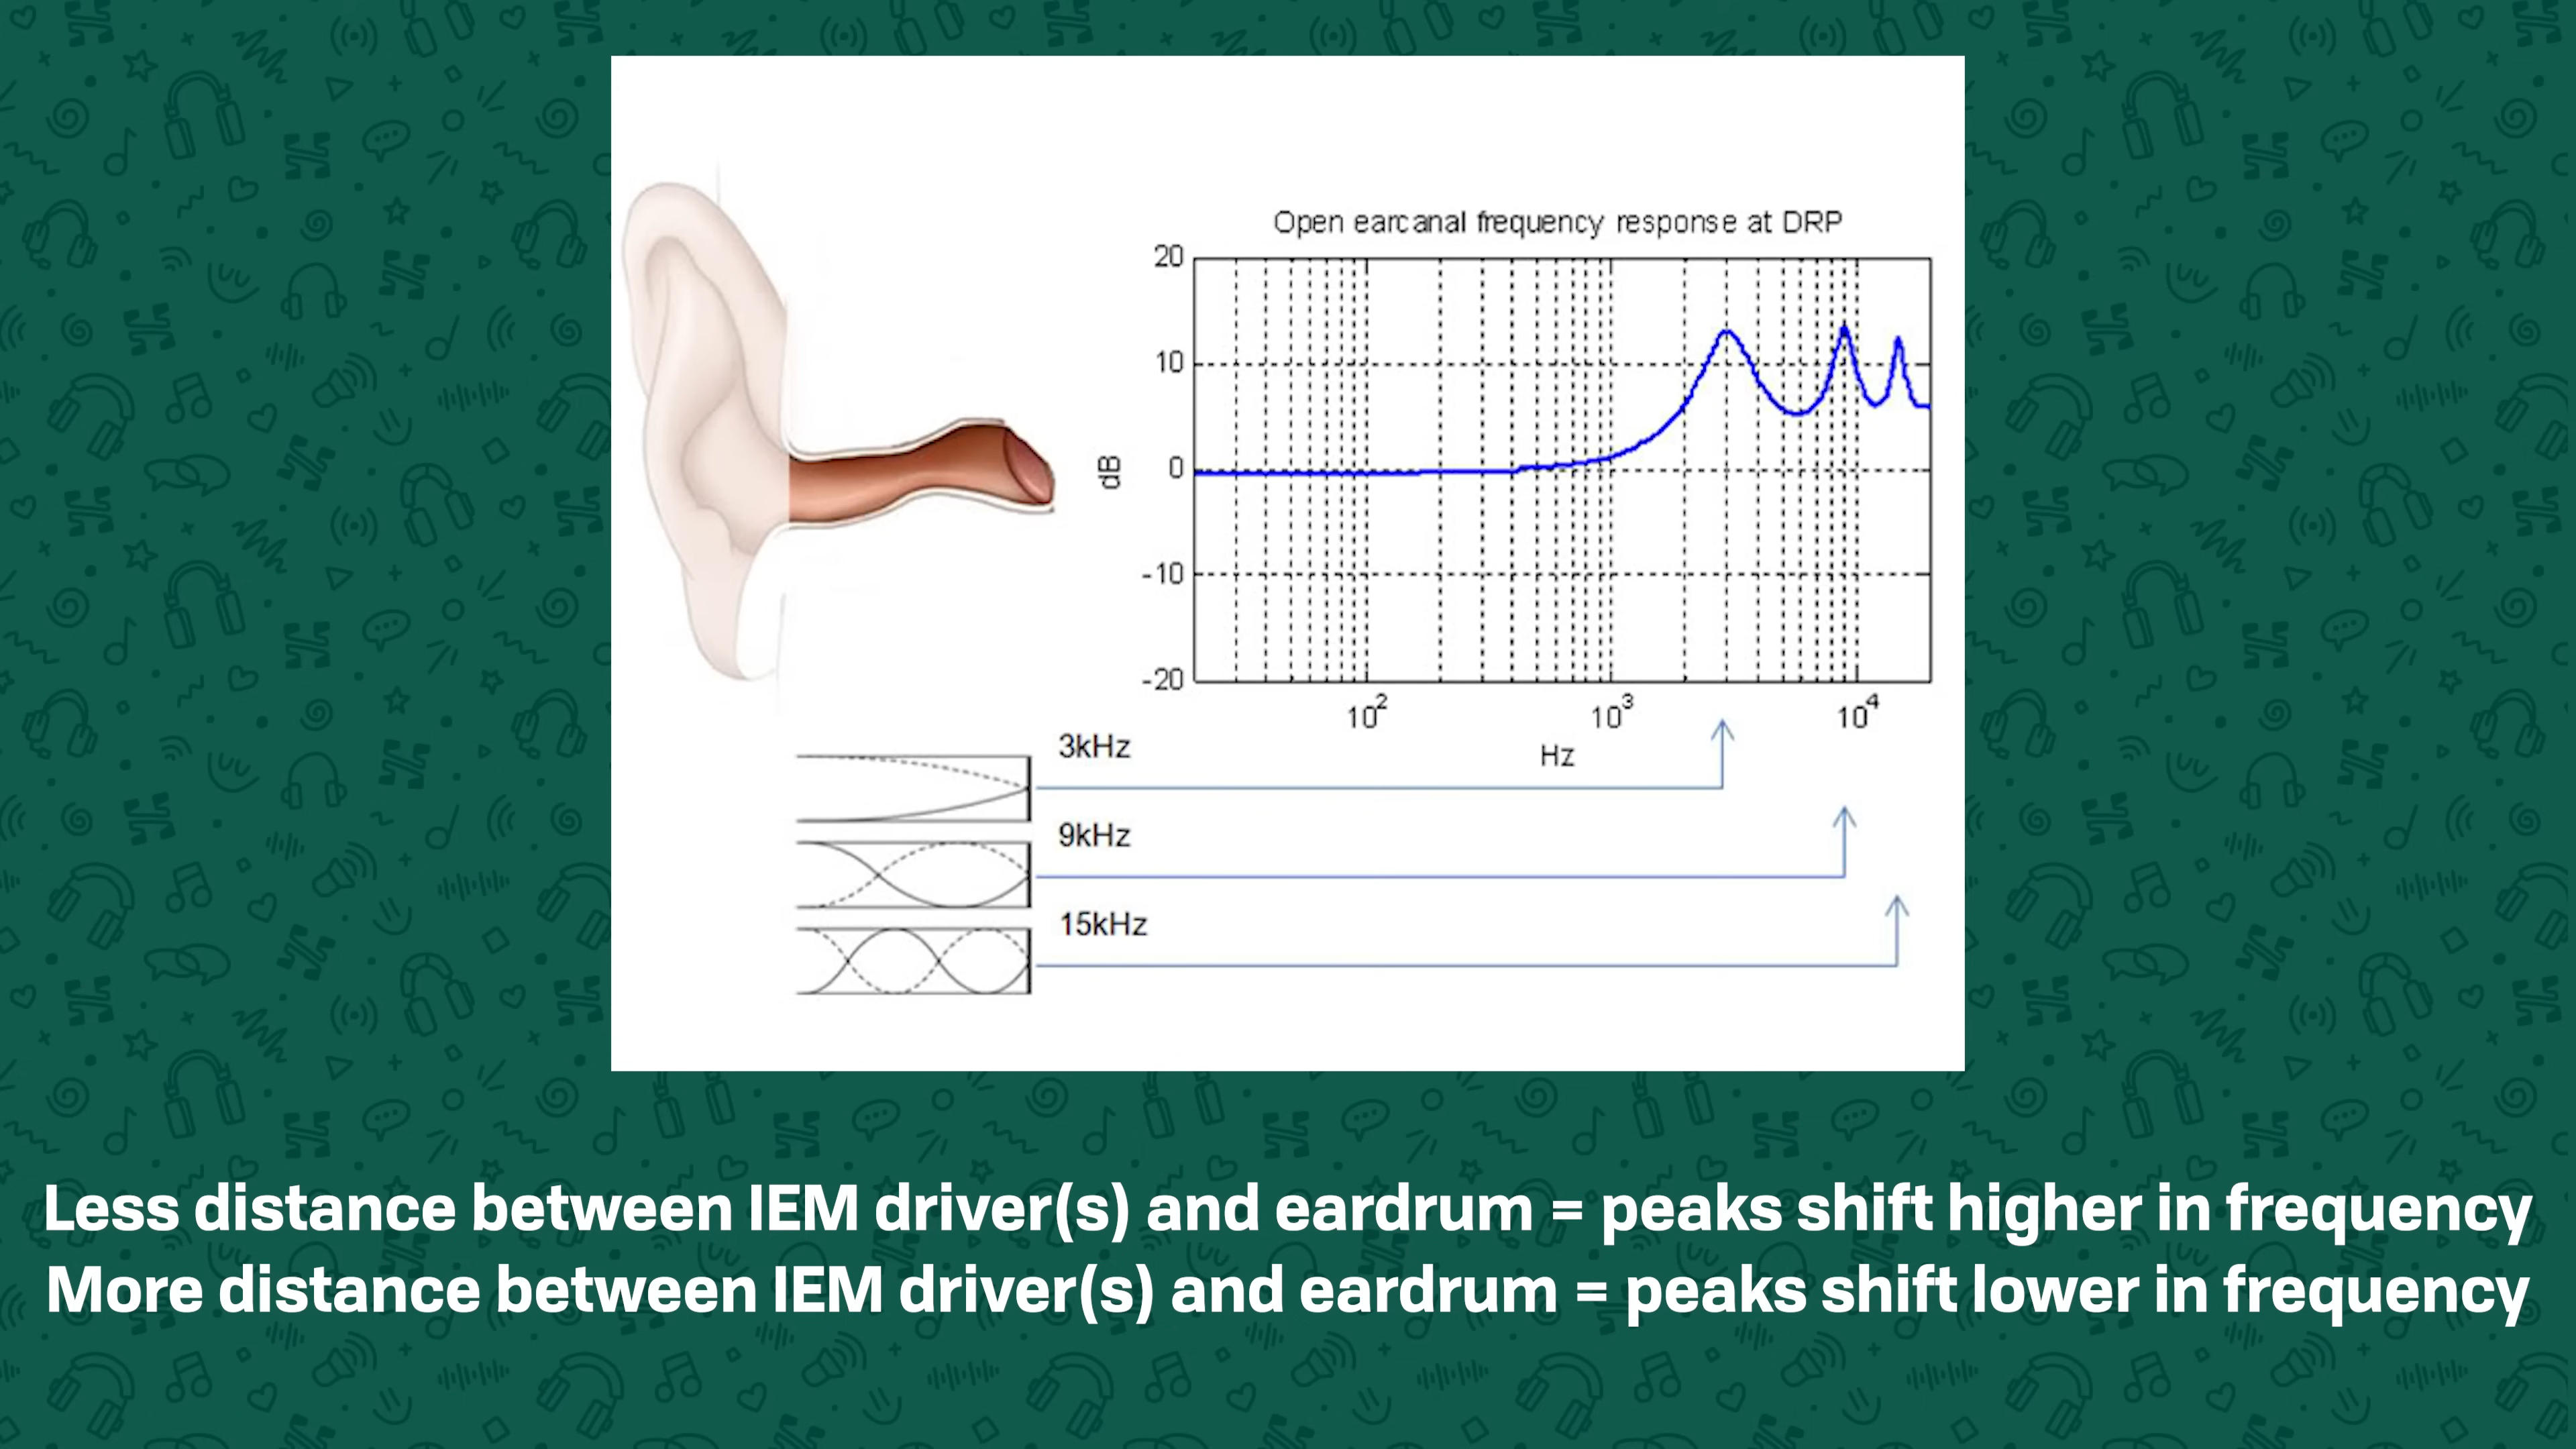 Open earcanal frequency response at DRP
20
10
0
-10
-20
dB
10²
10³
10⁴
Hz
3kHz
9kHz
15kHz
Less distance between IEM driver(s) and eardrum = peaks shift higher in frequency
More distance between IEM driver(s) and eardrum = peaks shift lower in frequency